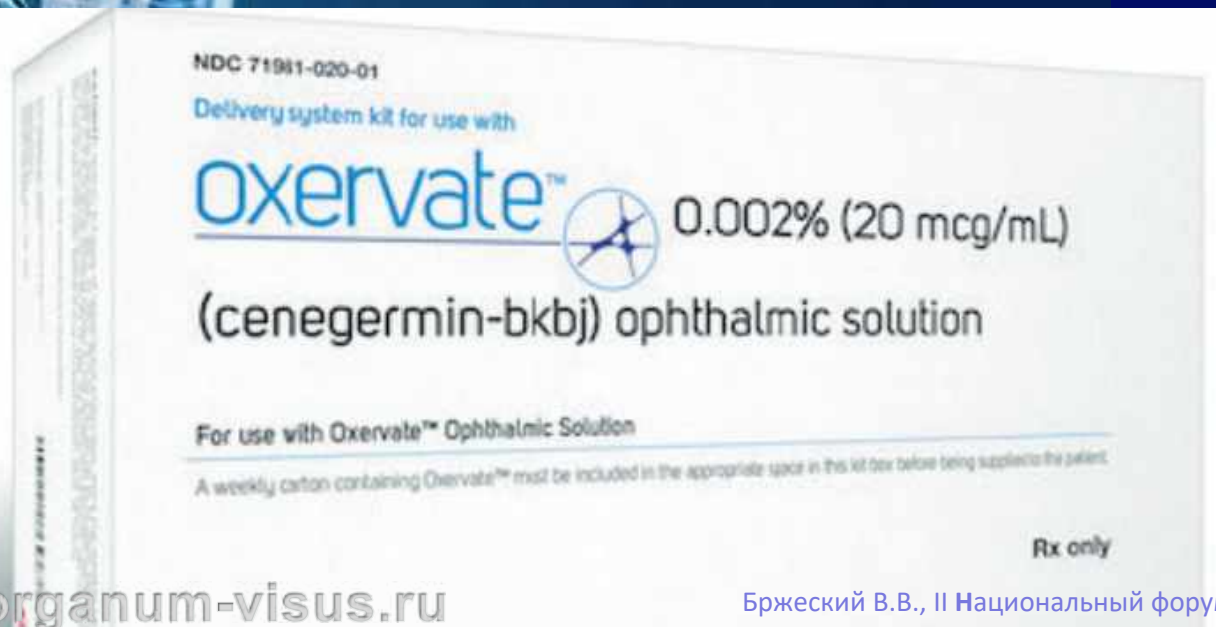 NDC 71981-020-01
Delivery system kit for use with
oxervate™ 0.002% (20 mcg/mL)
(cenegermin-bkbj) ophthalmic solution
For use with Oxervate™ Ophthalmic Solution
A weekly carton containing Oxervate™ must be included in the appropriate space in this kit box before being supplied to the patient.
Rx only
organum-visus.ru
Бржеский В.В., II Национальный фору